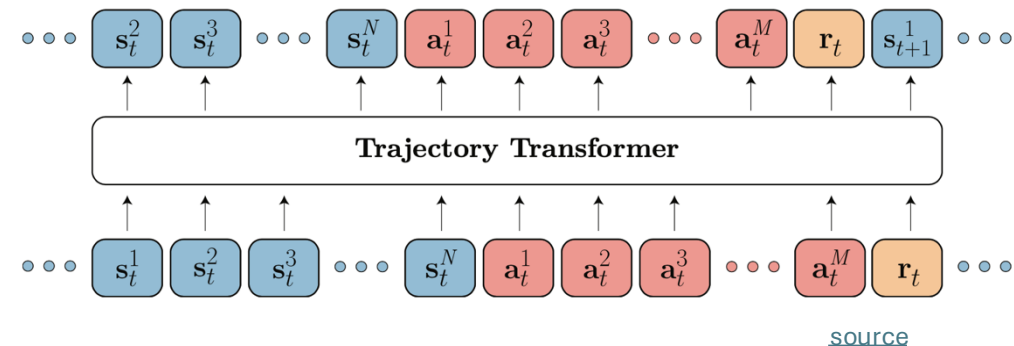 s_t^2 s_t^3 s_t^N a_t^1 a_t^2 a_t^3 a_t^M r_t s_{t+1}^1
Trajectory Transformer
s_t^1 s_t^2 s_t^3 s_t^N a_t^1 a_t^2 a_t^3 a_t^M r_t
source